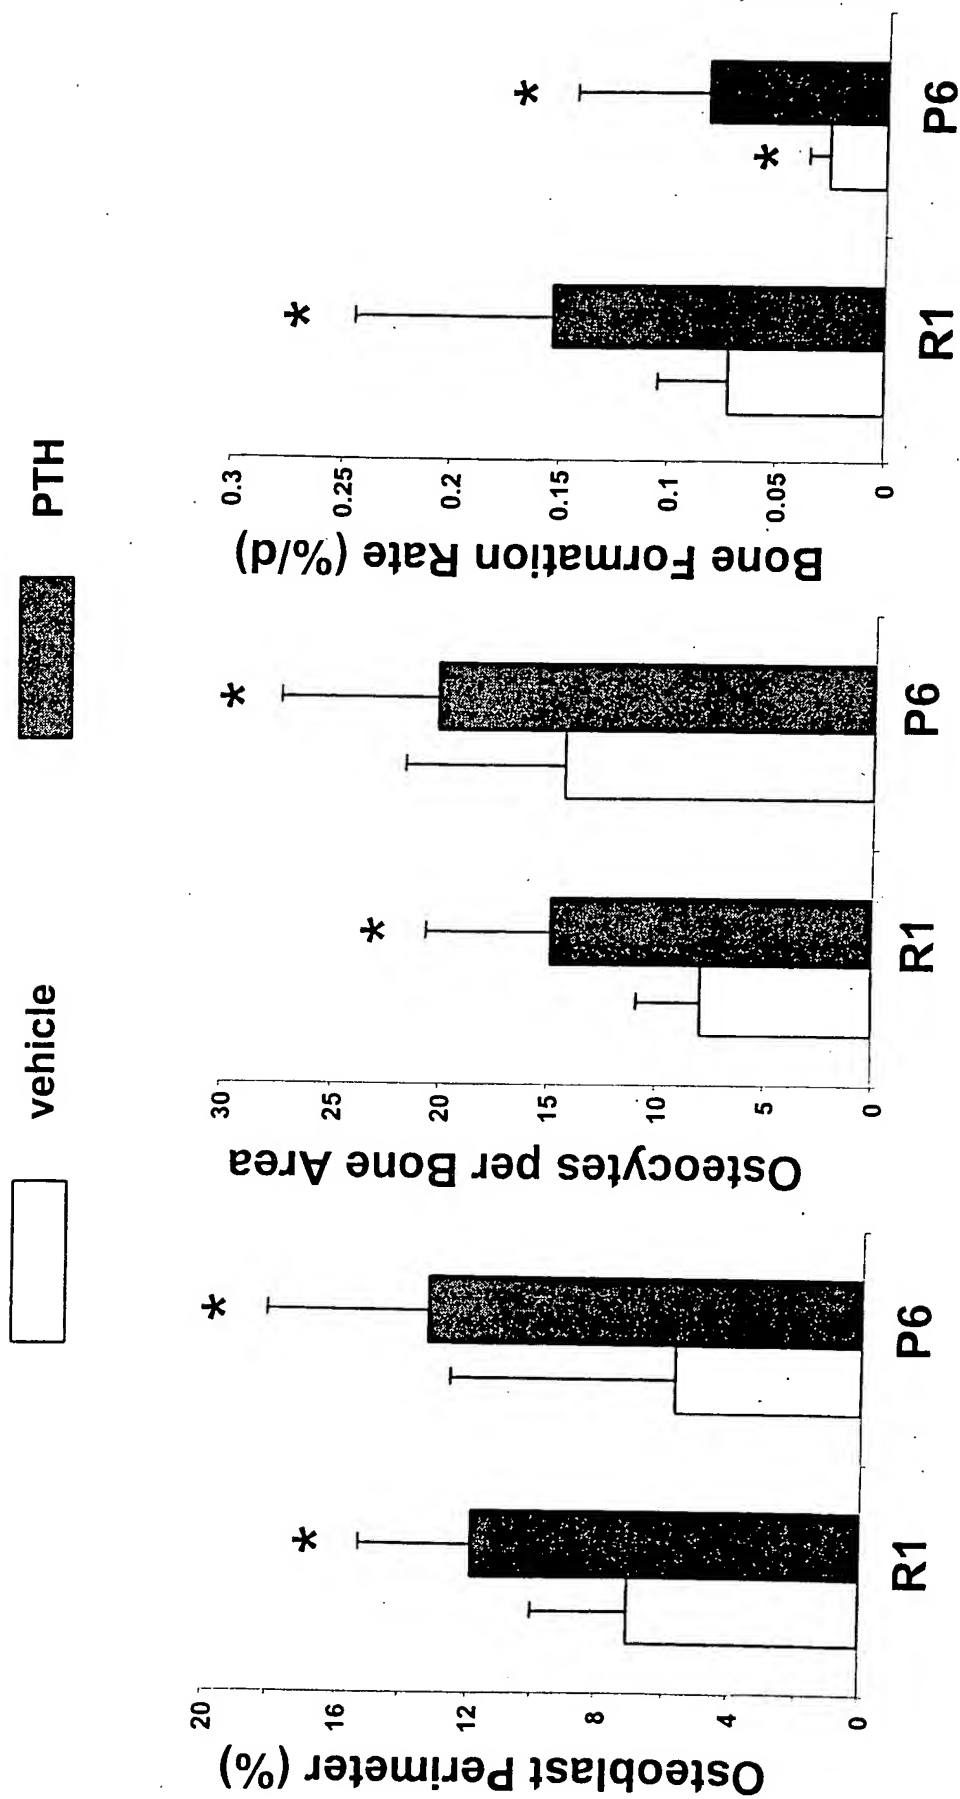 vehicle
PTH
Osteoblast Perimeter (%)
20
16
12
8
4
0
*
*
R1
P6
Osteocytes per Bone Area
30
25
20
15
10
5
0
*
*
R1
P6
Bone Formation Rate (%/d)
0.3
0.25
0.2
0.15
0.1
0.05
0
*
*
*
R1
P6